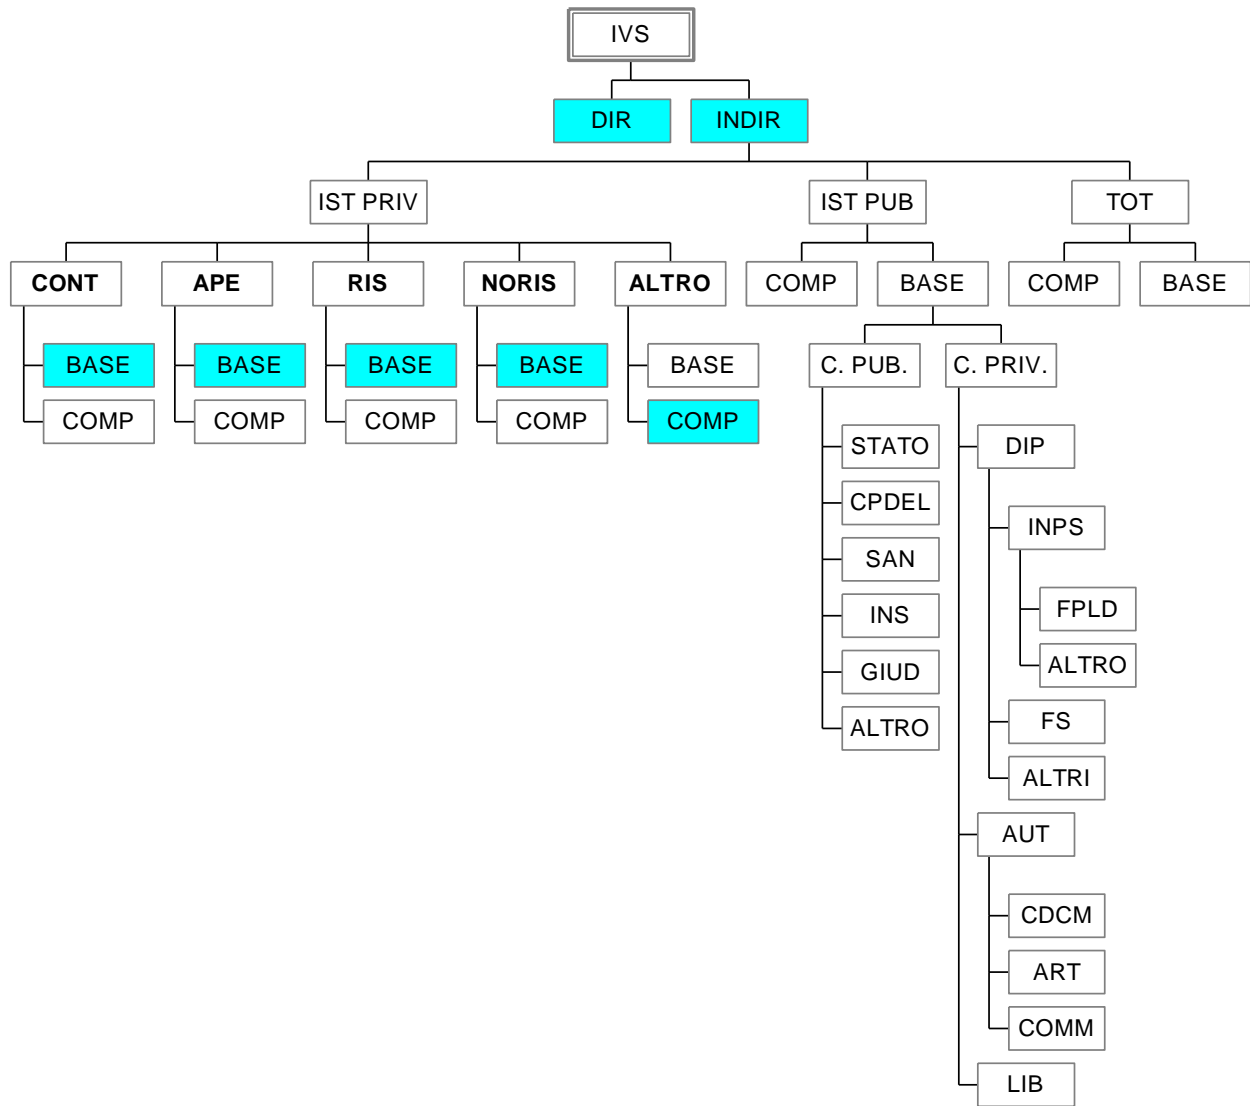 IVS
DIR INDIR
IST PRIV IST PUB TOT
CONT APE RIS NORIS ALTRO COMP BASE COMP BASE
BASE BASE BASE BASE BASE C. PUB. C. PRIV.
COMP COMP COMP COMP COMP
STATO DIP
CPDEL
INPS
SAN
INS FPLD
GIUD ALTRO
ALTRO FS
ALTRI
AUT
CDCM
ART
COMM
LIB